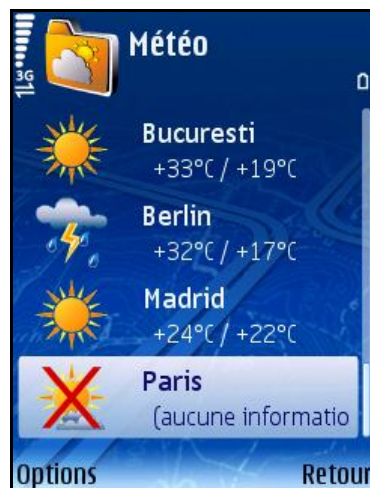 Météo
3G
Bucuresti
+33°C / +19°C
Berlin
+32°C / +17°C
Madrid
+24°C / +22°C
Paris
(aucune informatio
Options
Retour